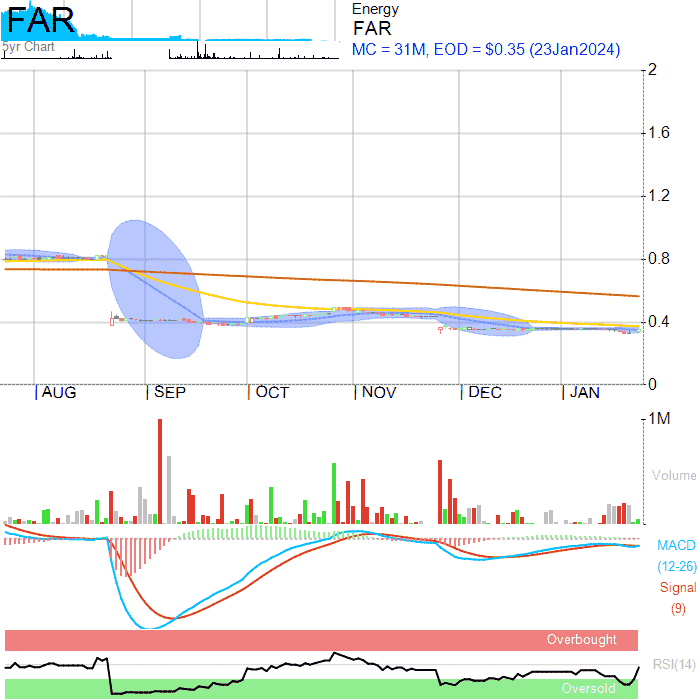 FAR
5yr Chart
Energy
FAR
MC = 31M, EOD = $0.35 (23Jan2024)
2
1.6
1.2
0.8
0.4
0
AUG SEP OCT NOV DEC JAN
1M
Volume
MACD
(12-26)
Signal
(9)
Overbought
RSI(14)
Oversold